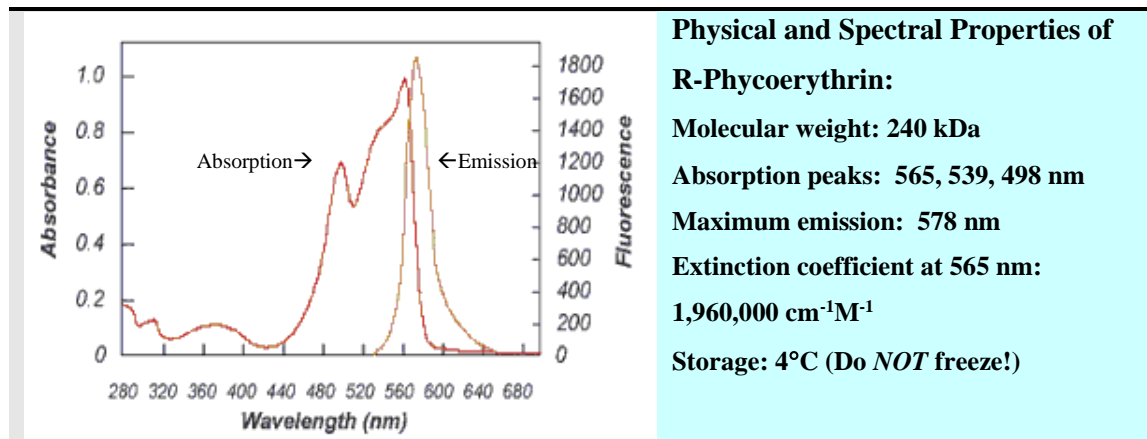 1.0
0.8
0.6
0.4
0.2
0
Absorbance
1800
1600
1400
1200
1000
800
600
400
200
0
Fluorescence
Absorption→
←Emission
280 320 360 400 440 480 520 560 600 640 680
Wavelength (nm)
Physical and Spectral Properties of
R-Phycoerythrin:
Molecular weight: 240 kDa
Absorption peaks: 565, 539, 498 nm
Maximum emission: 578 nm
Extinction coefficient at 565 nm:
1,960,000 cm⁻¹M⁻¹
Storage: 4°C (Do NOT freeze!)